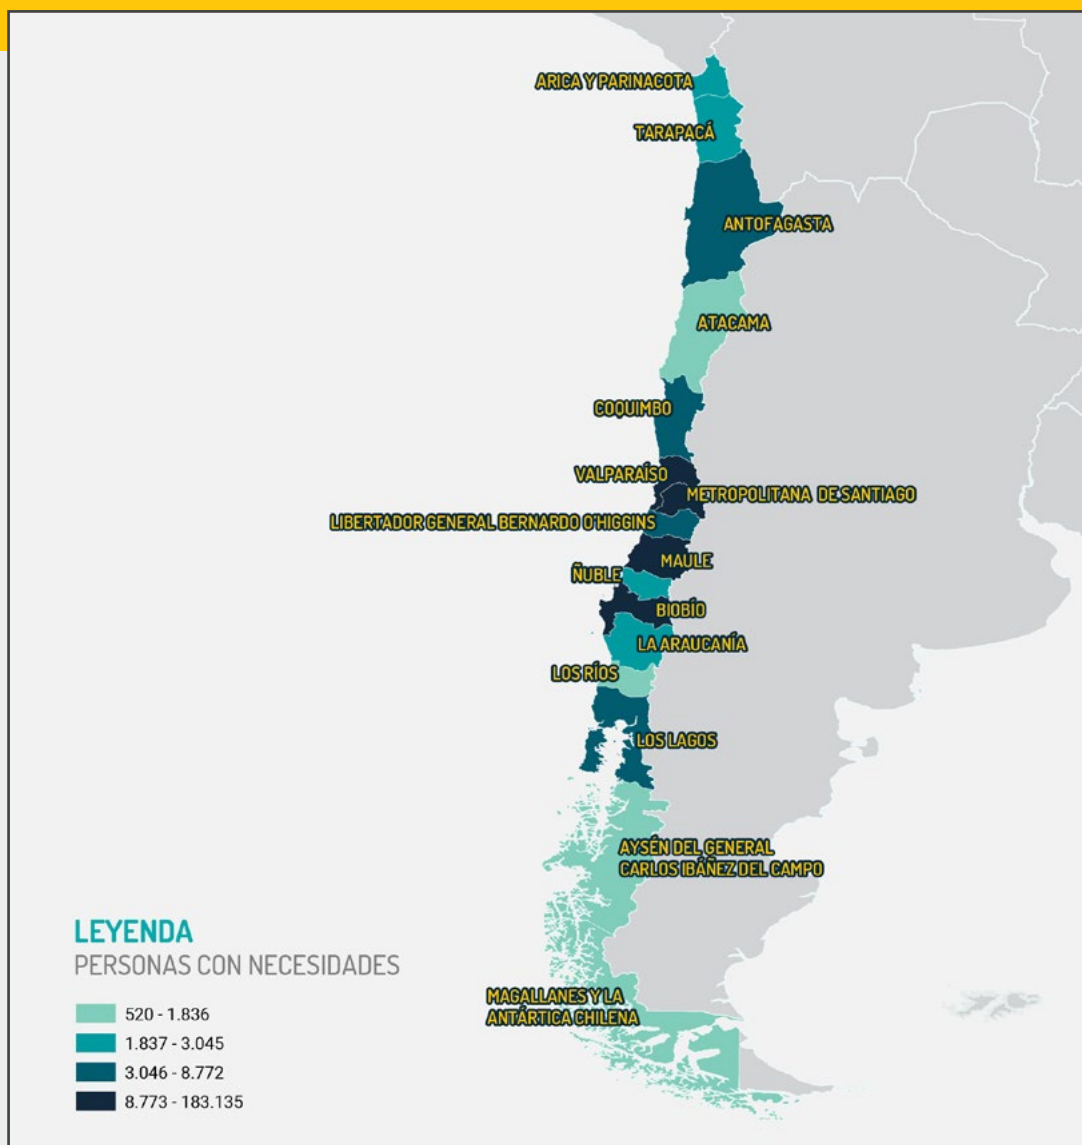 ARICA Y PARINACOTA
TARAPACÁ
ANTOFAGASTA
ATACAMA
COQUIMBO
VALPARAÍSO
METROPOLITANA DE SANTIAGO
LIBERTADOR GENERAL BERNARDO O'HIGGINS
MAULE
ÑUBLE
BIOBÍO
LA ARAUCANÍA
LOS RÍOS
LOS LAGOS
AYSÉN DEL GENERAL
CARLOS IBÁÑEZ DEL CAMPO
MAGALLANES Y LA
ANTÁRTICA CHILENA
LEYENDA
PERSONAS CON NECESIDADES
520 - 1.836
1.837 - 3.045
3.046 - 8.772
8.773 - 183.135